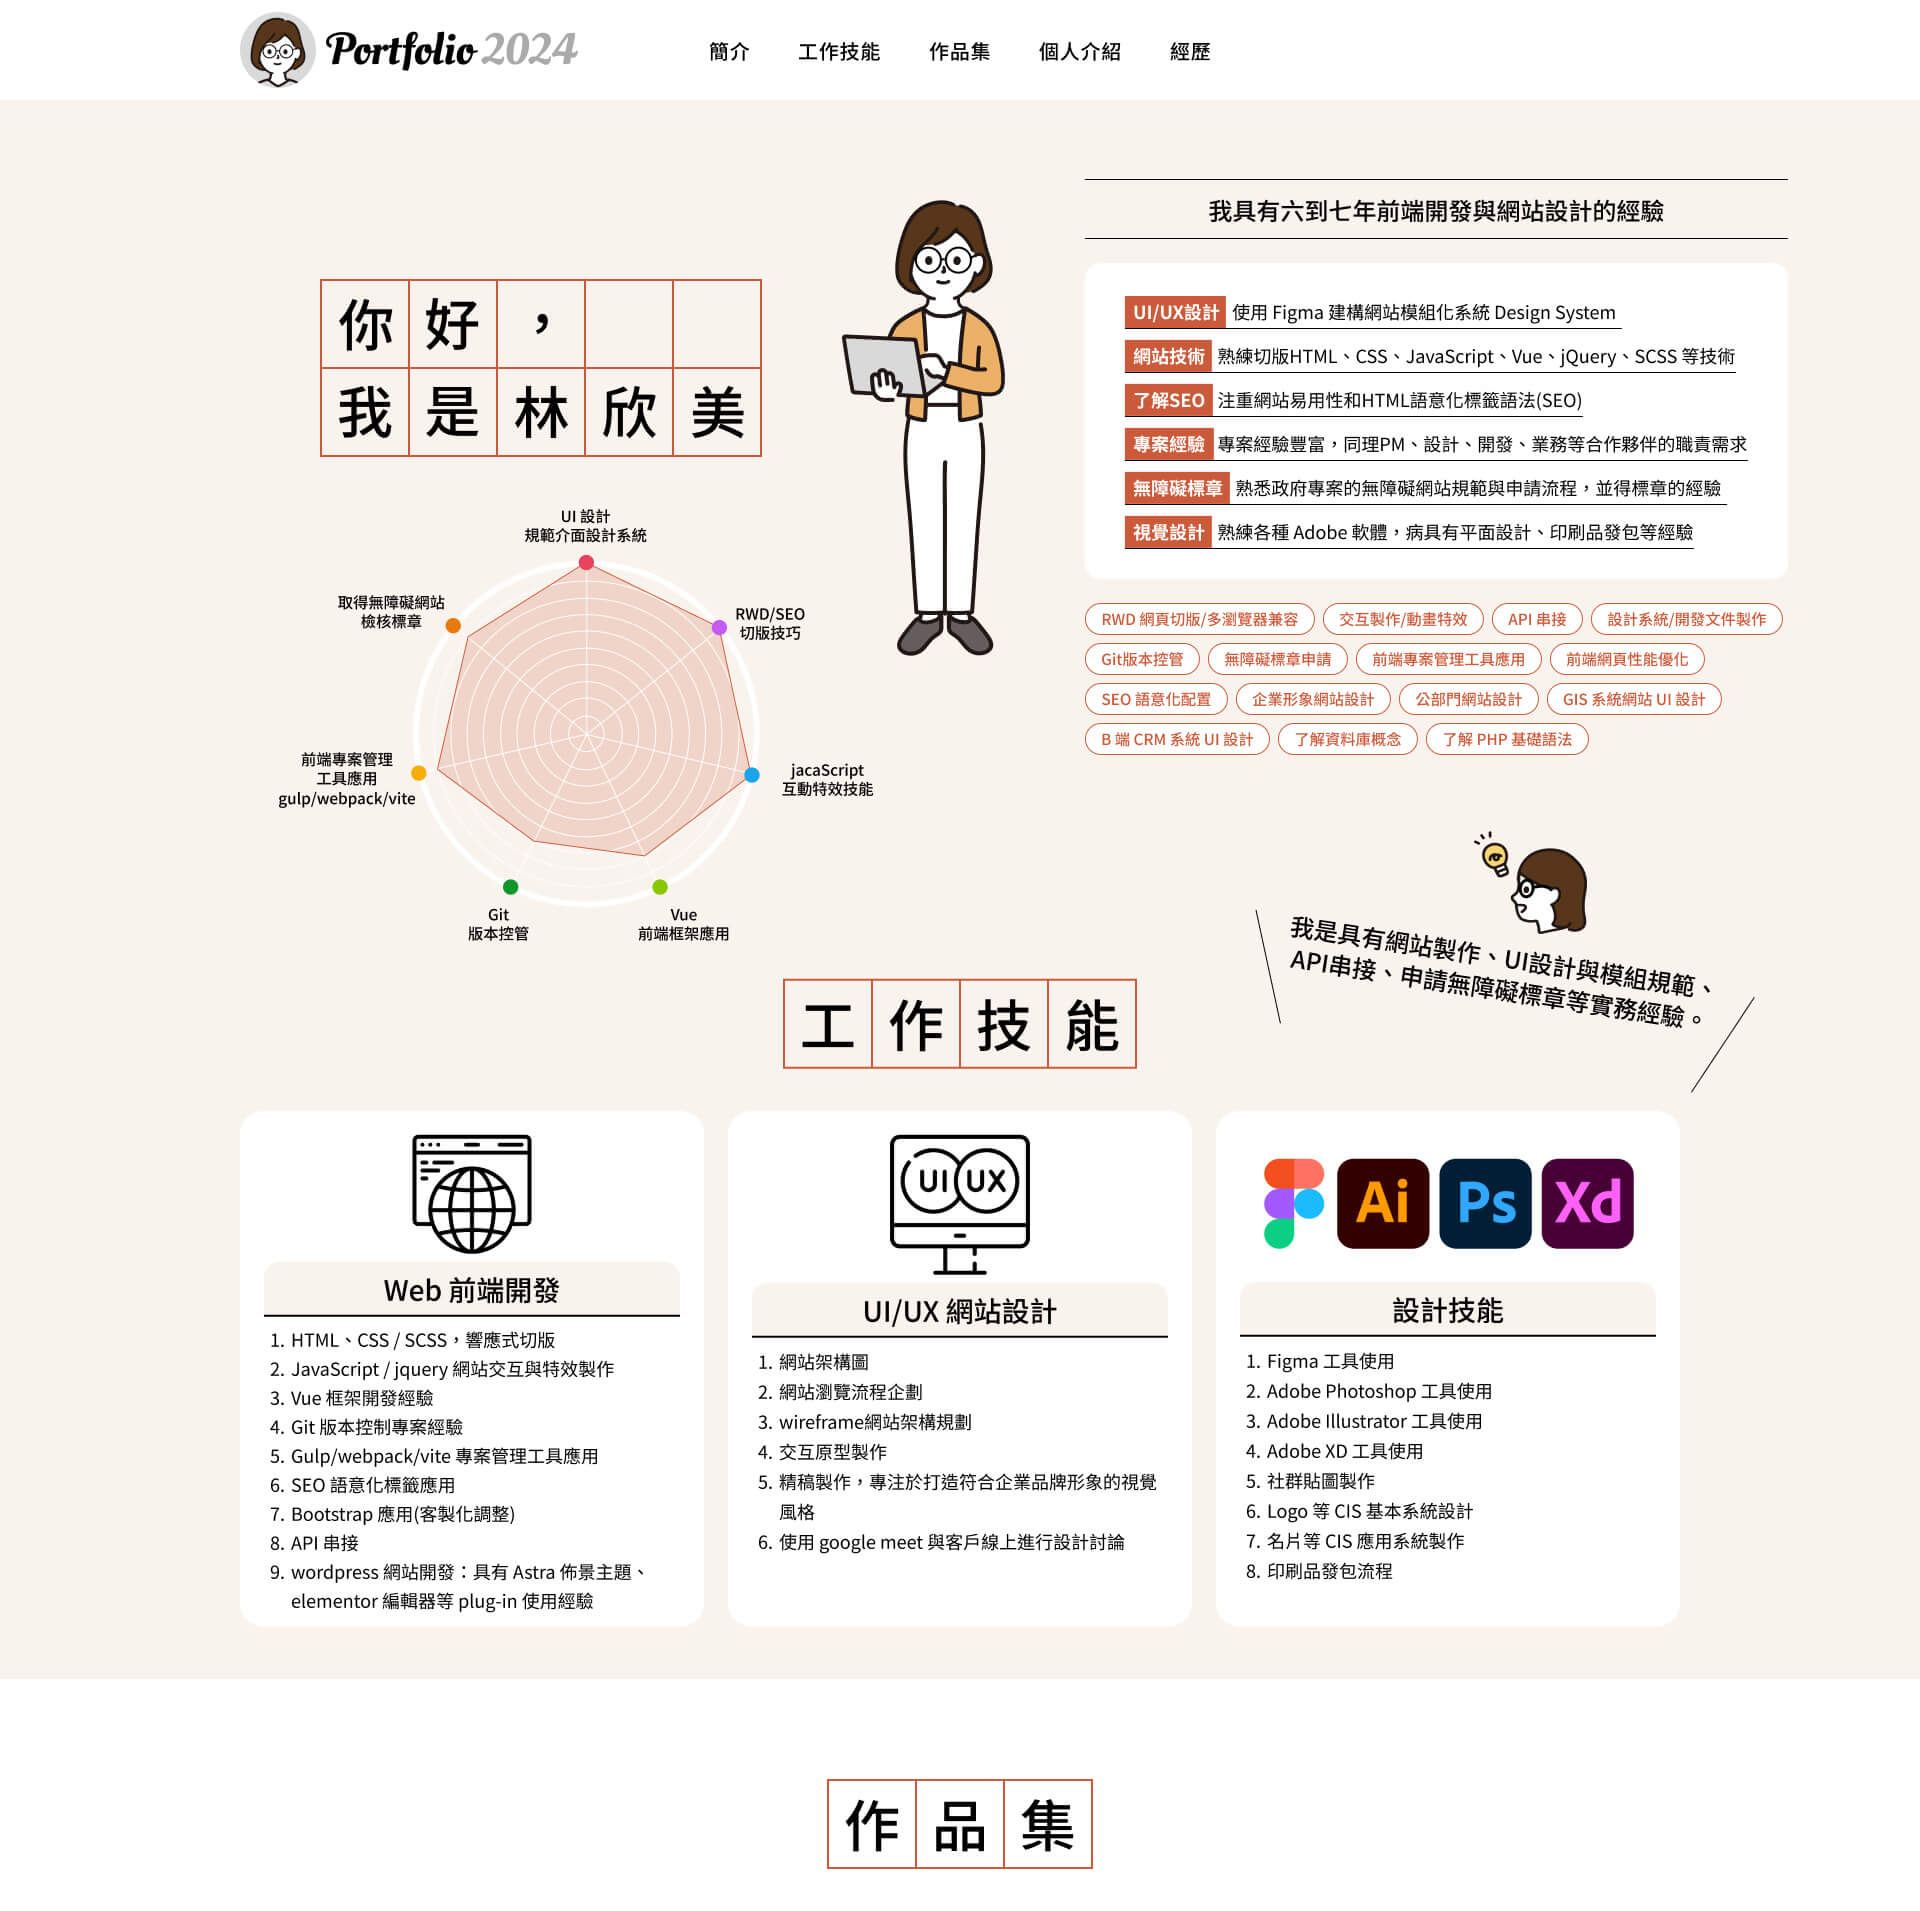 Portfolio 2024
簡介 工作技能 作品集 個人介紹 經歷
你好，
我是林欣美
UI 設計
規範介面設計系統
取得無障礙網站
檢核標章
RWD/SEO
切版技巧
前端專案管理
工具應用
gulp/webpack/vite
jacaScript
互動特效技能
Git
版本控管
Vue
前端框架應用
我具有六到七年前端開發與網站設計的經驗
UI/UX設計 使用 Figma 建構網站模組化系統 Design System
網站技術 熟練切版HTML、CSS、JavaScript、Vue、jQuery、SCSS 等技術
了解SEO 注重網站易用性和HTML語意化標籤語法(SEO)
專案經驗 專案經驗豐富，同理PM、設計、開發、業務等合作夥伴的職責需求
無障礙標章 熟悉政府專案的無障礙網站規範與申請流程，並得標章的經驗
視覺設計 熟練各種 Adobe 軟體，病具有平面設計、印刷品發包等經驗
RWD 網頁切版/多瀏覽器兼容 交互製作/動畫特效 API 串接 設計系統/開發文件製作
Git版本控管 無障礙標章申請 前端專案管理工具應用 前端網頁性能優化
SEO 語意化配置 企業形象網站設計 公部門網站設計 GIS 系統網站 UI 設計
B 端 CRM 系統 UI 設計 了解資料庫概念 了解 PHP 基礎語法
我是具有網站製作、UI設計與模組規範、
API串接、申請無障礙標章等實務經驗。
工作技能
Web 前端開發
1. HTML、CSS / SCSS，響應式切版
2. JavaScript / jquery 網站交互與特效製作
3. Vue 框架開發經驗
4. Git 版本控制專案經驗
5. Gulp/webpack/vite 專案管理工具應用
6. SEO 語意化標籤應用
7. Bootstrap 應用(客製化調整)
8. API 串接
9. wordpress 網站開發：具有 Astra 佈景主題、
elementor 編輯器等 plug-in 使用經驗
UI UX
UI/UX 網站設計
1. 網站架構圖
2. 網站瀏覽流程企劃
3. wireframe網站架構規劃
4. 交互原型製作
5. 精稿製作，專注於打造符合企業品牌形象的視覺
風格
6. 使用 google meet 與客戶線上進行設計討論
Ai Ps Xd
設計技能
1. Figma 工具使用
2. Adobe Photoshop 工具使用
3. Adobe Illustrator 工具使用
4. Adobe XD 工具使用
5. 社群貼圖製作
6. Logo 等 CIS 基本系統設計
7. 名片等 CIS 應用系統製作
8. 印刷品發包流程
作品集